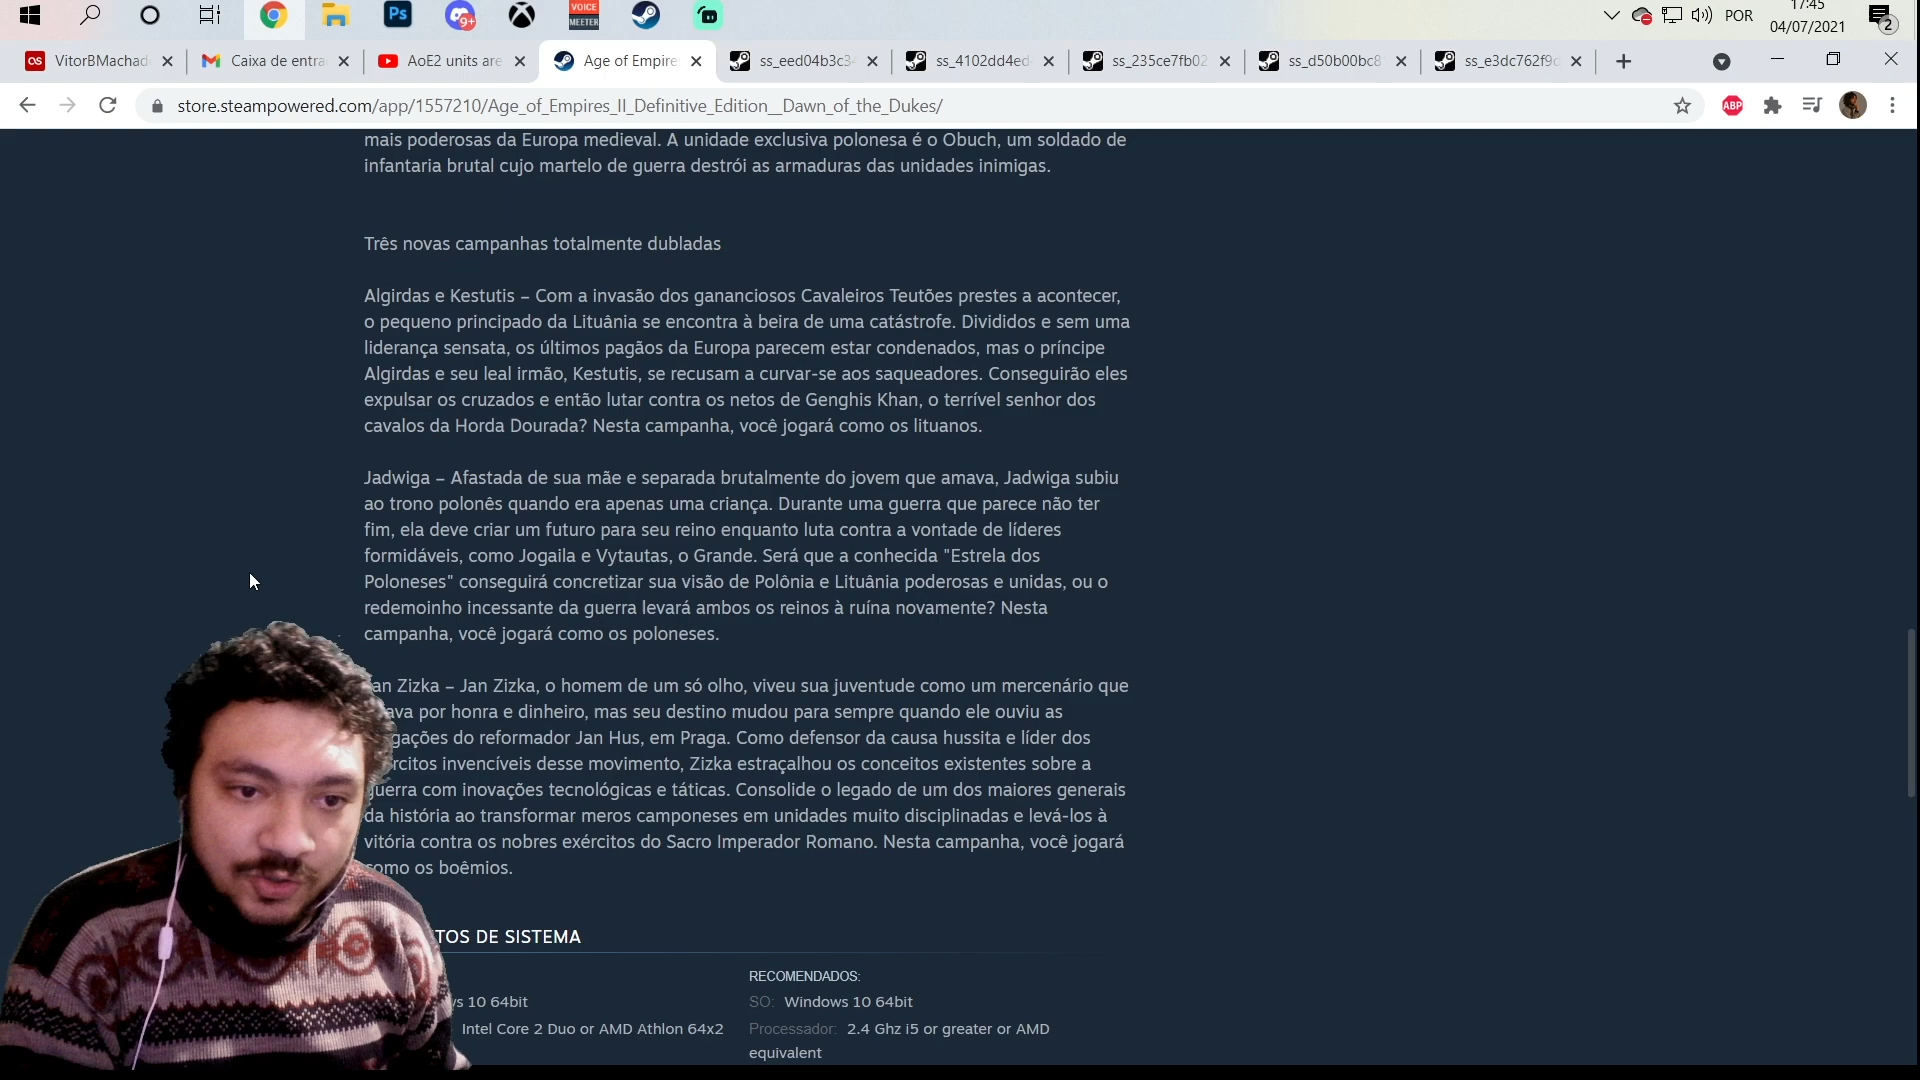 Ps
9+
VOICE
MEETER
POR
17:45
04/07/2021
2
OS
VitorBMachad
Caixa de entra
AoE2 units are
Age of Empire
ss_eed04b3c34
ss_4102dd4ed
ss_235ce7fb02
ss_d50b00bc8
ss_e3dc762f9d
store.steampowered.com/app/1557210/Age_of_Empires_II_Definitive_Edition__Dawn_of_the_Dukes/
ABP
mais poderosas da Europa medieval. A unidade exclusiva polonesa é o Obuch, um soldado de
infantaria brutal cujo martelo de guerra destrói as armaduras das unidades inimigas.
Três novas campanhas totalmente dubladas
Algirdas e Kestutis – Com a invasão dos gananciosos Cavaleiros Teutões prestes a acontecer,
o pequeno principado da Lituânia se encontra à beira de uma catástrofe. Divididos e sem uma
liderança sensata, os últimos pagãos da Europa parecem estar condenados, mas o príncipe
Algirdas e seu leal irmão, Kestutis, se recusam a curvar-se aos saqueadores. Conseguirão eles
expulsar os cruzados e então lutar contra os netos de Genghis Khan, o terrível senhor dos
cavalos da Horda Dourada? Nesta campanha, você jogará como os lituanos.
Jadwiga – Afastada de sua mãe e separada brutalmente do jovem que amava, Jadwiga subiu
ao trono polonês quando era apenas uma criança. Durante uma guerra que parece não ter
fim, ela deve criar um futuro para seu reino enquanto luta contra a vontade de líderes
formidáveis, como Jogaila e Vytautas, o Grande. Será que a conhecida "Estrela dos
Poloneses" conseguirá concretizar sua visão de Polônia e Lituânia poderosas e unidas, ou o
redemoinho incessante da guerra levará ambos os reinos à ruína novamente? Nesta
campanha, você jogará como os poloneses.
an Zizka – Jan Zizka, o homem de um só olho, viveu sua juventude como um mercenário que
ava por honra e dinheiro, mas seu destino mudou para sempre quando ele ouviu as
gações do reformador Jan Hus, em Praga. Como defensor da causa hussita e líder dos
rcitos invencíveis desse movimento, Zizka estraçalhou os conceitos existentes sobre a
guerra com inovações tecnológicas e táticas. Consolide o legado de um dos maiores generais
da história ao transformar meros camponeses em unidades muito disciplinadas e levá-los à
vitória contra os nobres exércitos do Sacro Imperador Romano. Nesta campanha, você jogará
como os boêmios.
TOS DE SISTEMA
RECOMENDADOS:
ws 10 64bit
SO: Windows 10 64bit
Intel Core 2 Duo or AMD Athlon 64x2
Processador: 2.4 Ghz i5 or greater or AMD
equivalent